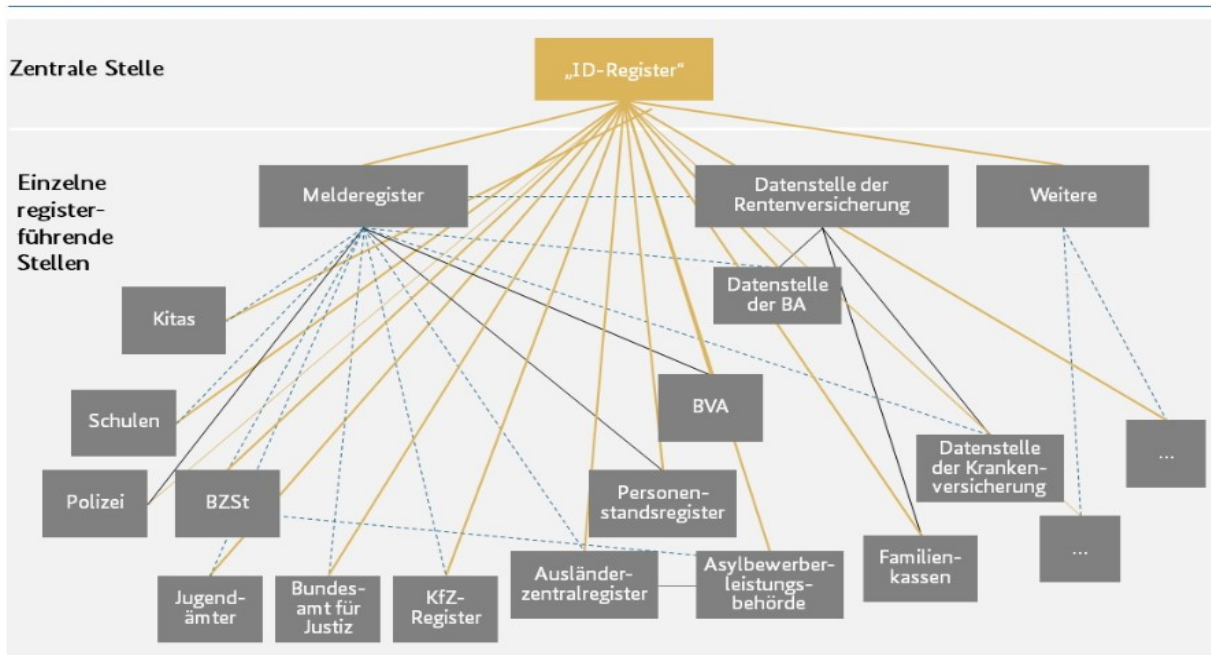 Zentrale Stelle
„ID-Register“
Einzelne
register-
führende
Stellen
Melderegister
Datenstelle der
Rentenversicherung
Weitere
Datenstelle
der BA
Kitas
BVA
Schulen
Datenstelle
der Kranken-
versicherung
...
Polizei
BZSt
Personen-
standsregister
...
Jugend-
ämter
Bundes-
amt für
Justiz
KfZ-
Register
Ausländer-
zentralregister
Asylbewerber-
leistungs-
behörde
Familien-
kassen